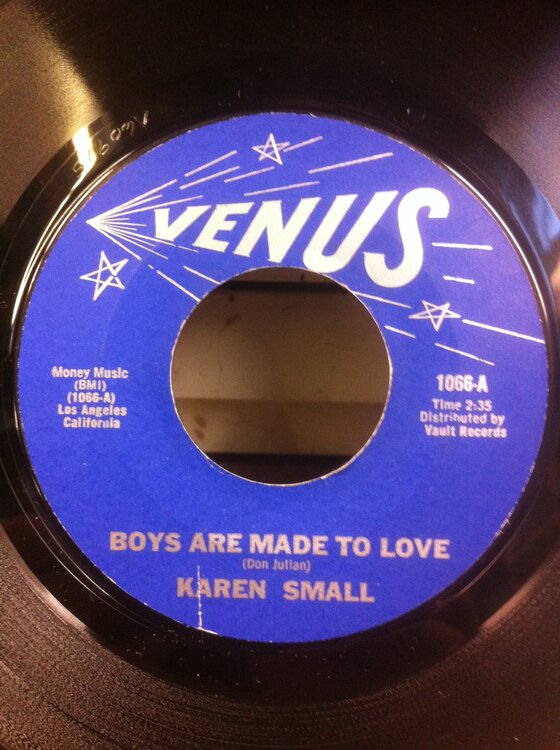 VENUS
Money Music
(BMI)
(1066-A)
Los Angeles
California
1066-A
Time 2:35
Distributed by
Vault Records
BOYS ARE MADE TO LOVE
(Don Julian)
KAREN SMALL